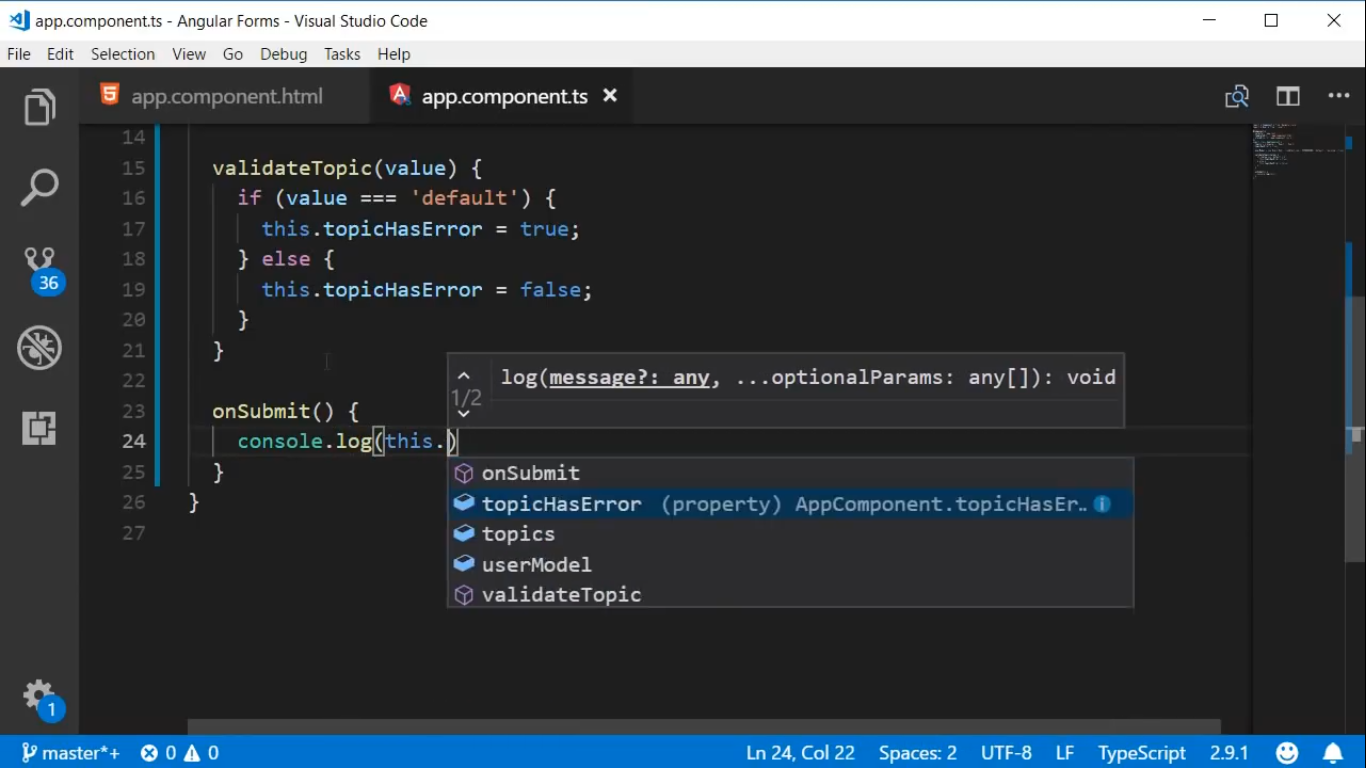 app.component.ts - Angular Forms - Visual Studio Code
File Edit Selection View Go Debug Tasks Help
app.component.html app.component.ts
14
15 validateTopic(value) {
16 if (value === 'default') {
17 this.topicHasError = true;
18 } else {
19 this.topicHasError = false;
20 }
21 }
22
23 onSubmit() {
24 console.log(this.)
25 }
26 }
27
1/2 log(message?: any, ...optionalParams: any[]): void
onSubmit
topicHasError (property) AppComponent.topicHasEr…
topics
userModel
validateTopic
36
1
master*+ 0 0 Ln 24, Col 22 Spaces: 2 UTF-8 LF TypeScript 2.9.1